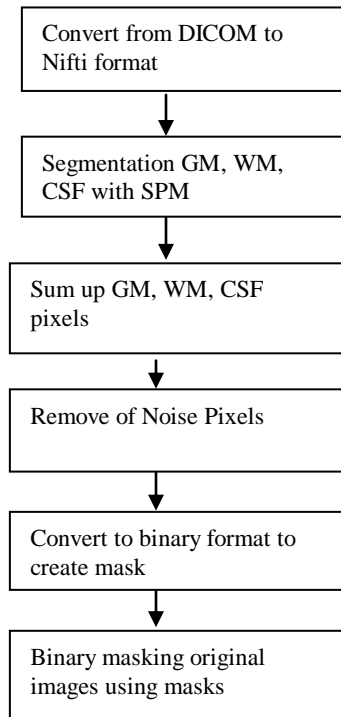 Convert from DICOM to
Nifti format
Segmentation GM, WM,
CSF with SPM
Sum up GM, WM, CSF
pixels
Remove of Noise Pixels
Convert to binary format to
create mask
Binary masking original
images using masks